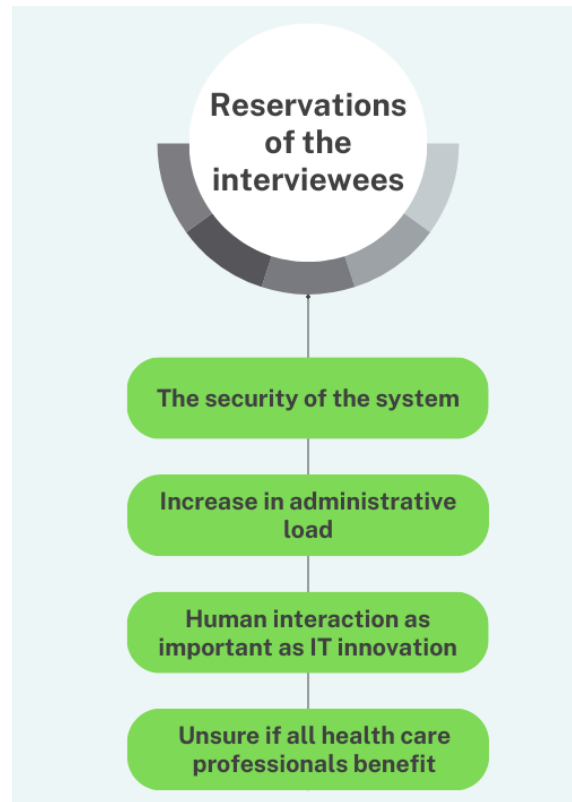 Reservations
of the
interviewees
The security of the system
Increase in administrative
load
Human interaction as
important as IT innovation
Unsure if all health care
professionals benefit